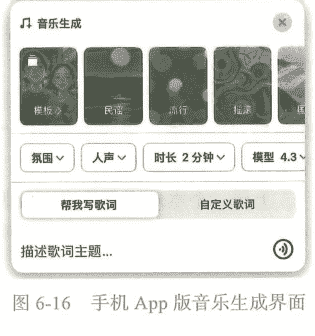 音乐生成
模板 民谣 流行 摇滚 国
氛围 人声 时长 2 分钟 模型 4.3
帮我写歌词 自定义歌词
描述歌词主题...
图 6-16 手机 App 版音乐生成界面